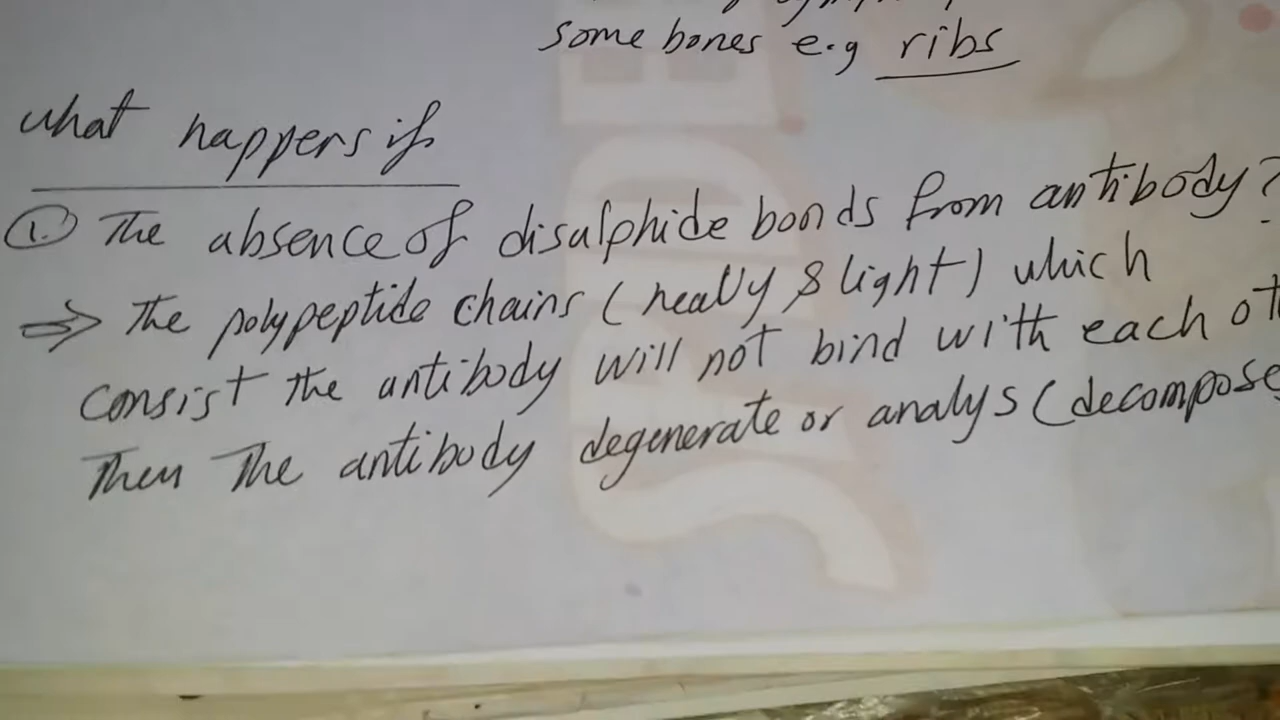 some bones e.g ribs
what happens if
1. The absence of disulphide bonds from antibody?
⇒ The polypeptide chains (heavy & light) which
consist the antibody will not bind with each ot
Then The antibody degenerate or analys (decompose